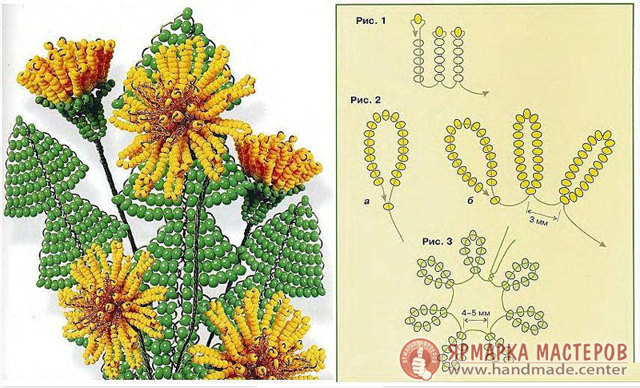 Рис. 1
Рис. 2
а
б
3 мм
Рис. 3
4–5 мм
ЯРМАРКА МАСТЕРОВ
www.handmade.center